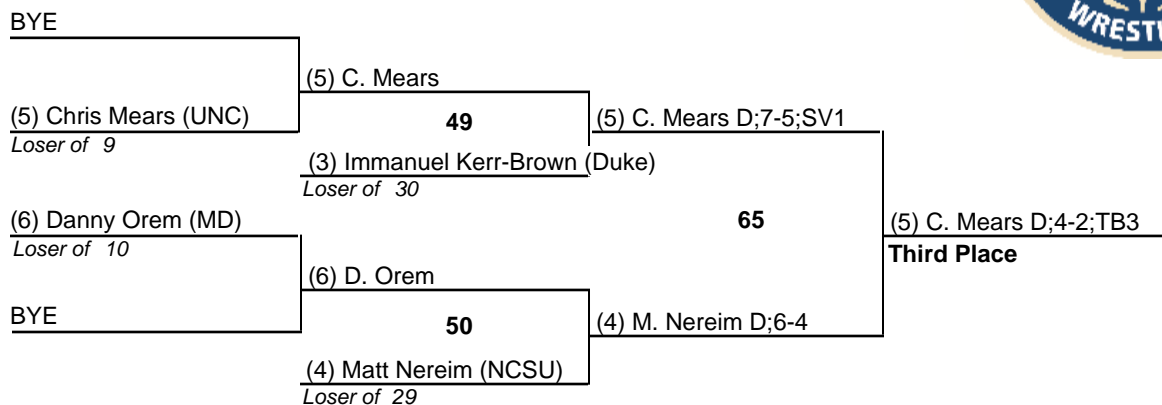 BYE
(5) C. Mears
(5) Chris Mears (UNC)
Loser of 9
49
(5) C. Mears D;7-5;SV1
(3) Immanuel Kerr-Brown (Duke)
Loser of 30
(6) Danny Orem (MD)
Loser of 10
65
(5) C. Mears D;4-2;TB3
Third Place
(6) D. Orem
BYE
50
(4) M. Nereim D;6-4
(4) Matt Nereim (NCSU)
Loser of 29